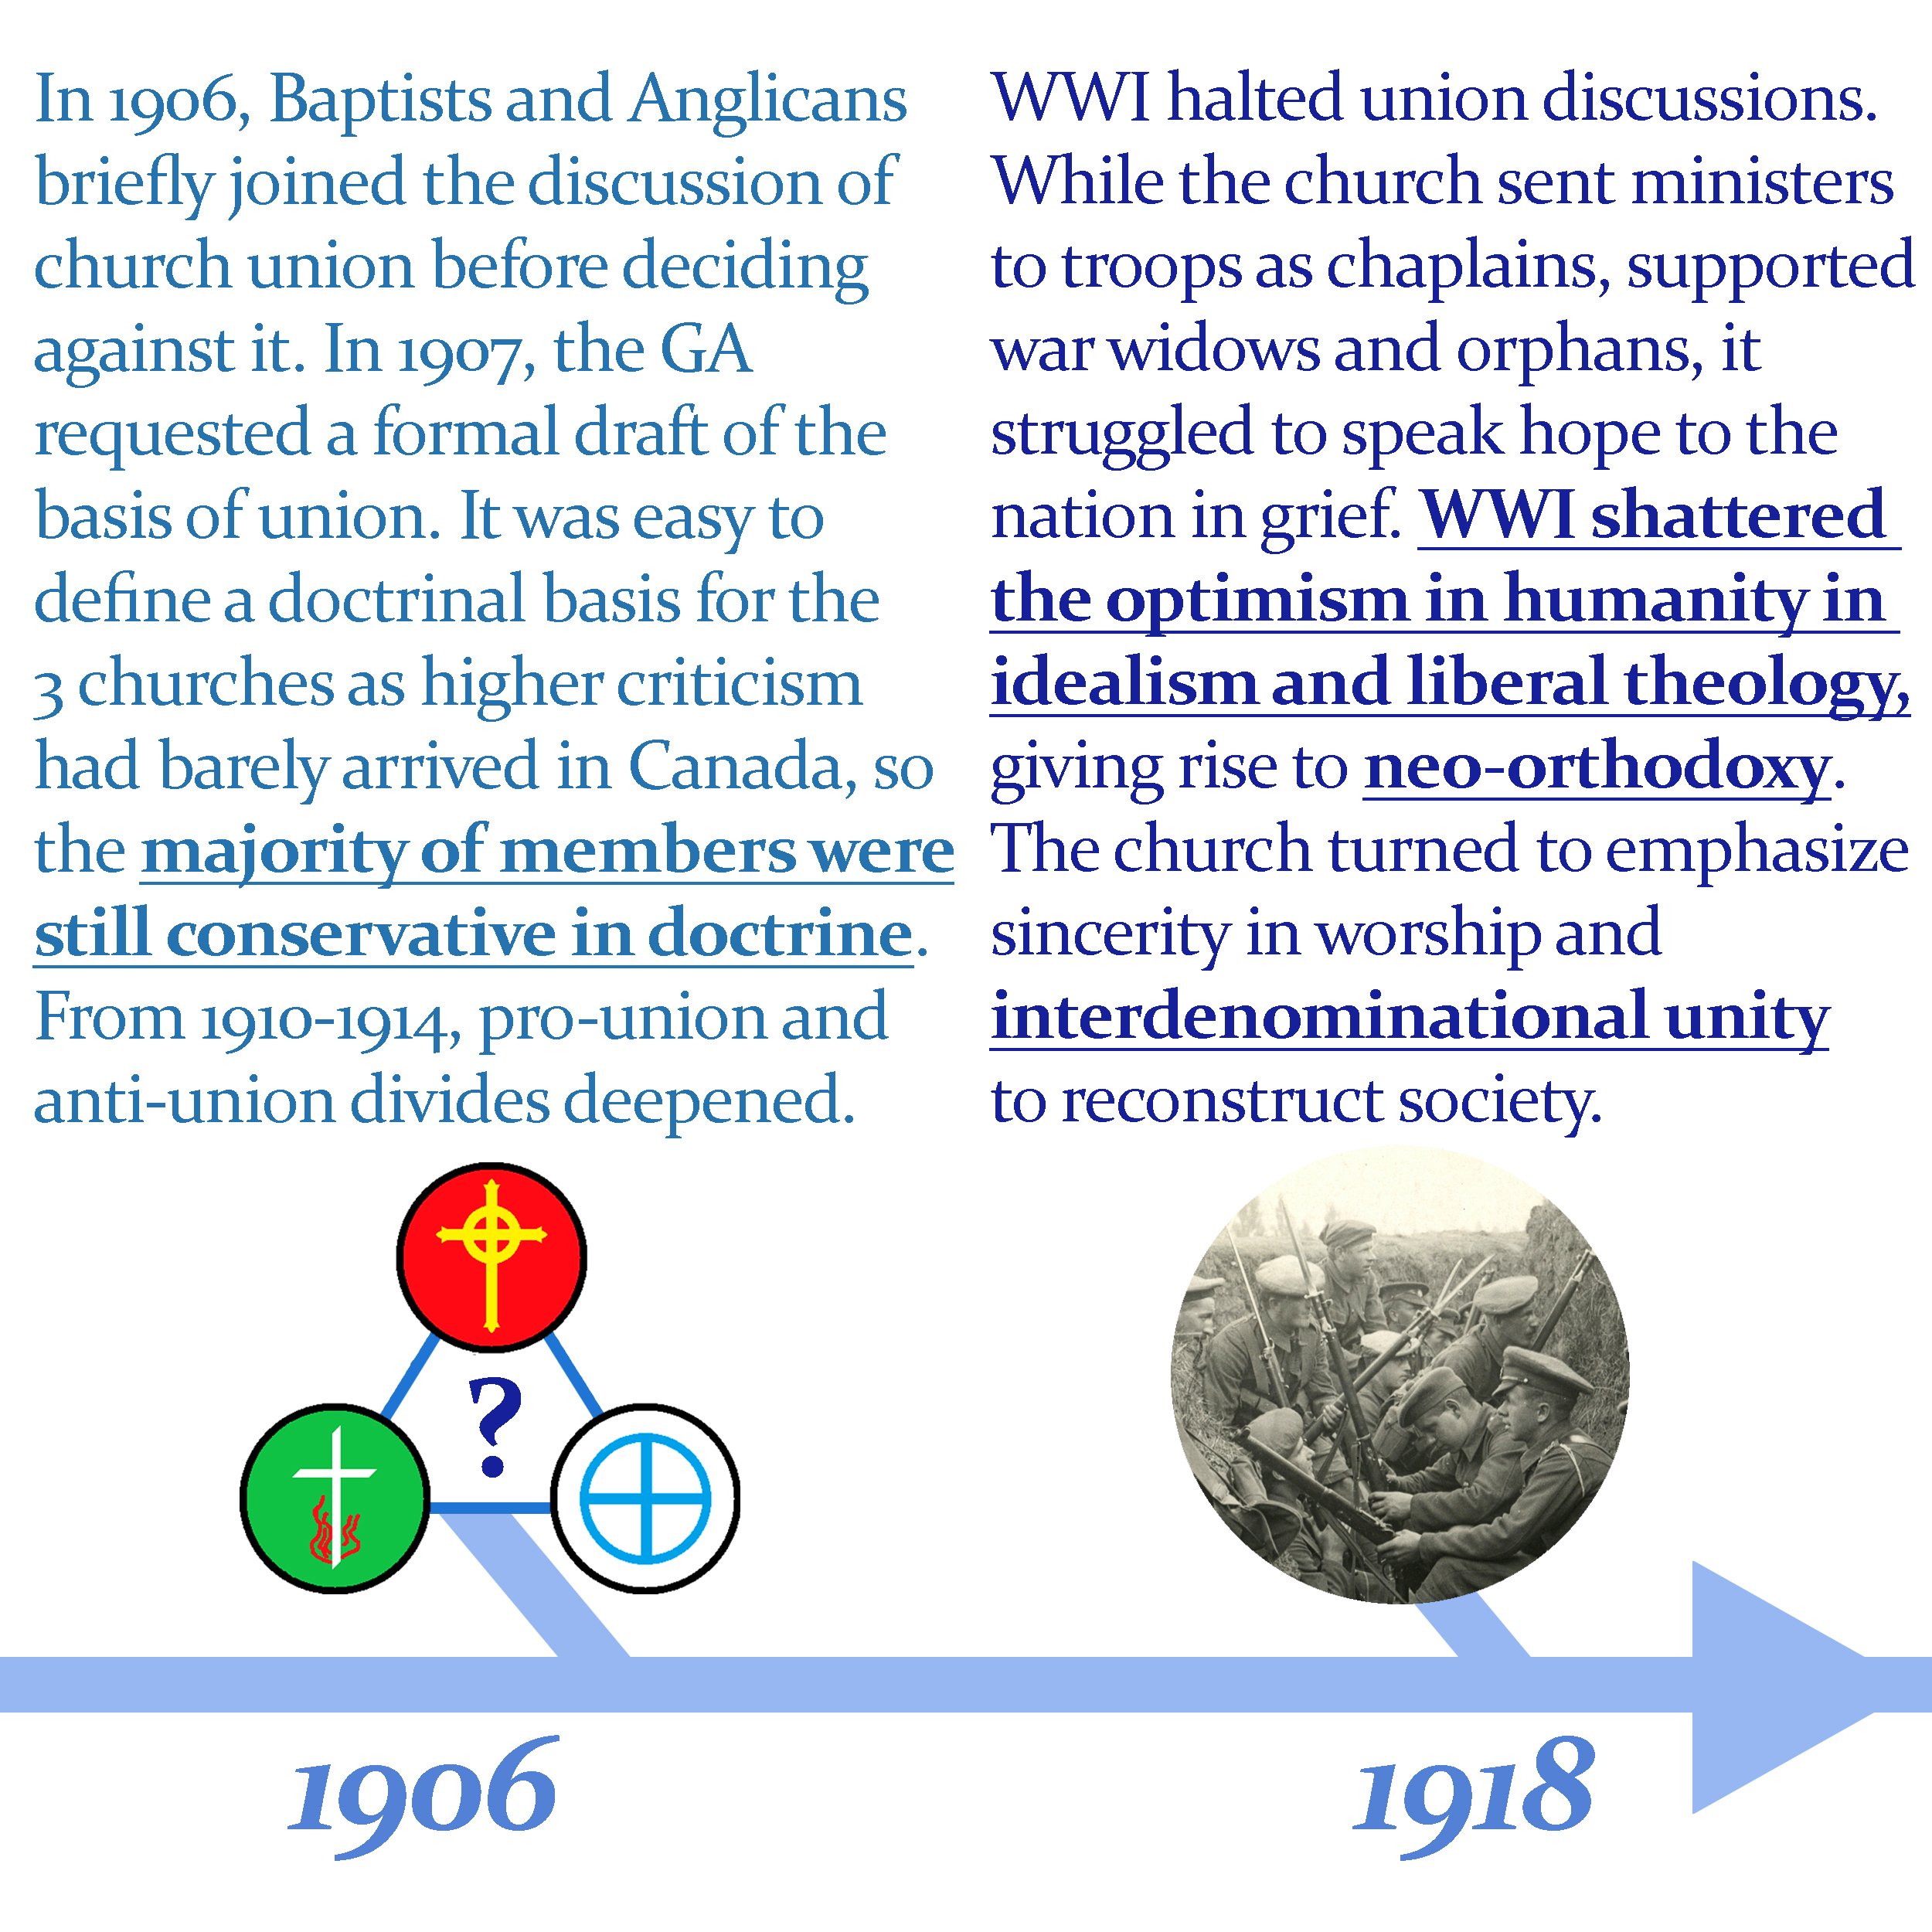 In 1906, Baptists and Anglicans
briefly joined the discussion of
church union before deciding
against it. In 1907, the GA
requested a formal draft of the
basis of union. It was easy to
define a doctrinal basis for the
3 churches as higher criticism
had barely arrived in Canada, so
the majority of members were
still conservative in doctrine.
From 1910-1914, pro-union and
anti-union divides deepened.
WWI halted union discussions.
While the church sent ministers
to troops as chaplains, supported
war widows and orphans, it
struggled to speak hope to the
nation in grief. WWI shattered
the optimism in humanity in
idealism and liberal theology,
giving rise to neo-orthodoxy.
The church turned to emphasize
sincerity in worship and
interdenominational unity
to reconstruct society.
?
1906
1918